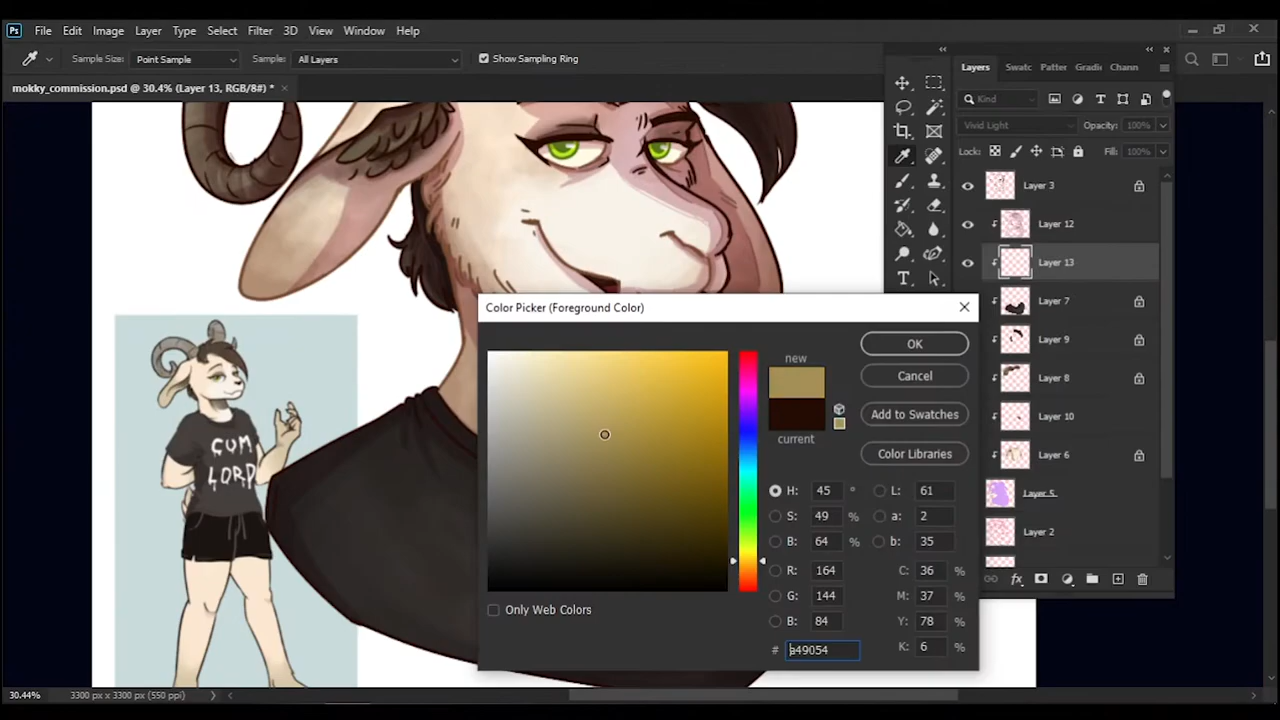 Ps File Edit Image Layer Type Select Filter 3D View Window Help
Sample Size: Point Sample Sample: All Layers Show Sampling Ring
mokky_commission.psd @ 30.4% (Layer 13, RGB/8#) *
Layers Swatc Patter Gradi Chann
Kind
Vivid Light Opacity: 100%
Lock: Fill: 100%
Layer 3
Layer 12
Layer 13
Layer 7
Layer 9
Layer 8
Layer 10
Layer 6
Layer 5
Layer 2
Color Picker (Foreground Color)
new
current
OK
Cancel
Add to Swatches
Color Libraries
H: 45 ° L: 61
S: 49 % a: 2
B: 64 % b: 35
R: 164 C: 36 %
G: 144 M: 37 %
B: 84 Y: 78 %
# a49054 K: 6 %
Only Web Colors
CUM
LORD
30.44% 3300 px x 3300 px (550 ppi)